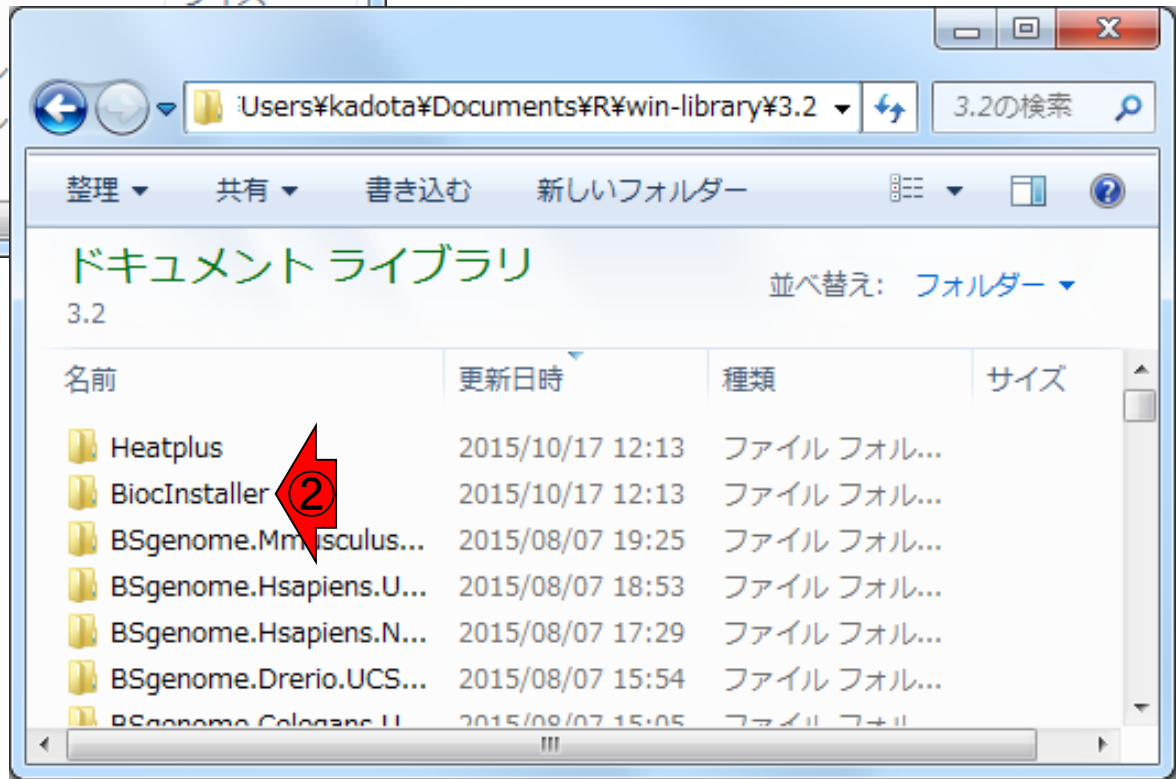 :Users¥kadota¥Documents¥R¥win-library¥3.2
3.2の検索
整理 共有 書き込む 新しいフォルダー
ドキュメント ライブラリ
3.2
並べ替え: フォルダー
名前 更新日時 種類 サイズ
Heatplus 2015/10/17 12:13 ファイル フォル...
BiocInstaller ② 2015/10/17 12:13 ファイル フォル...
BSgenome.Mmusculus... 2015/08/07 19:25 ファイル フォル...
BSgenome.Hsapiens.U... 2015/08/07 18:53 ファイル フォル...
BSgenome.Hsapiens.N... 2015/08/07 17:29 ファイル フォル...
BSgenome.Drerio.UCS... 2015/08/07 15:54 ファイル フォル...
2015/08/07 15:05